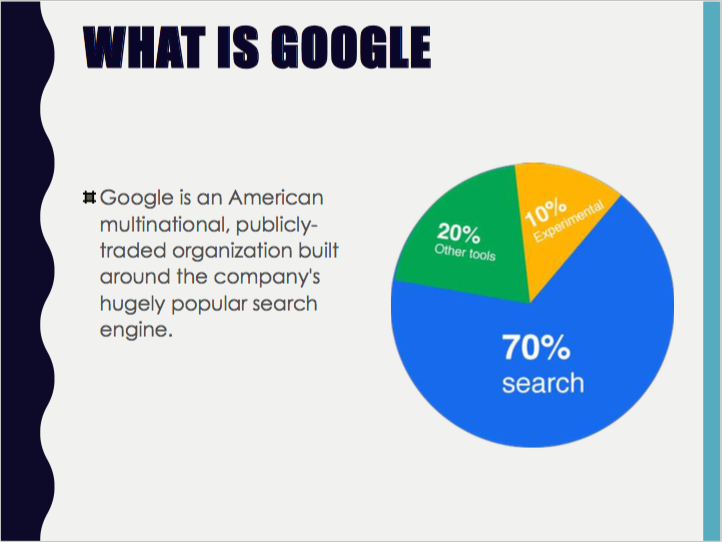 WHAT IS GOOGLE
Google is an American
multinational, publicly-
traded organization built
around the company's
hugely popular search
engine.
20%
Other tools
10%
Experimental
70%
search